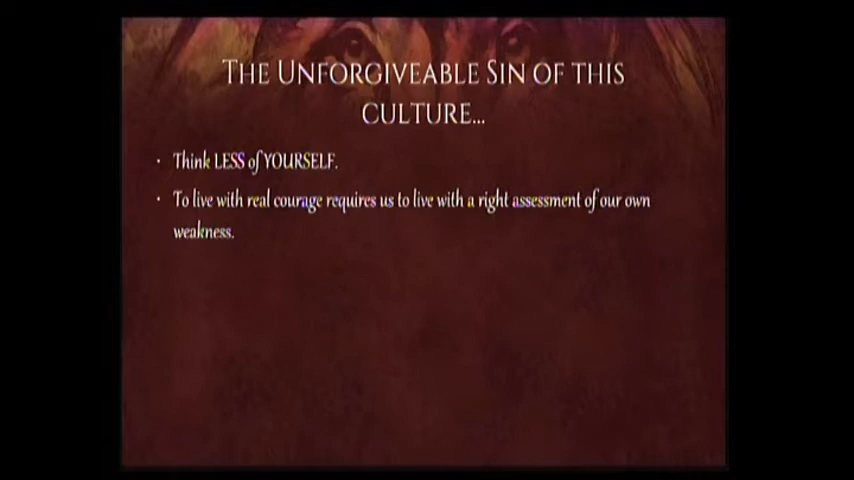 The Unforgiveable Sin of this
culture...
· Think LESS of YOURSELF.
· To live with real courage requires us to live with a right assessment of our own
weakness.